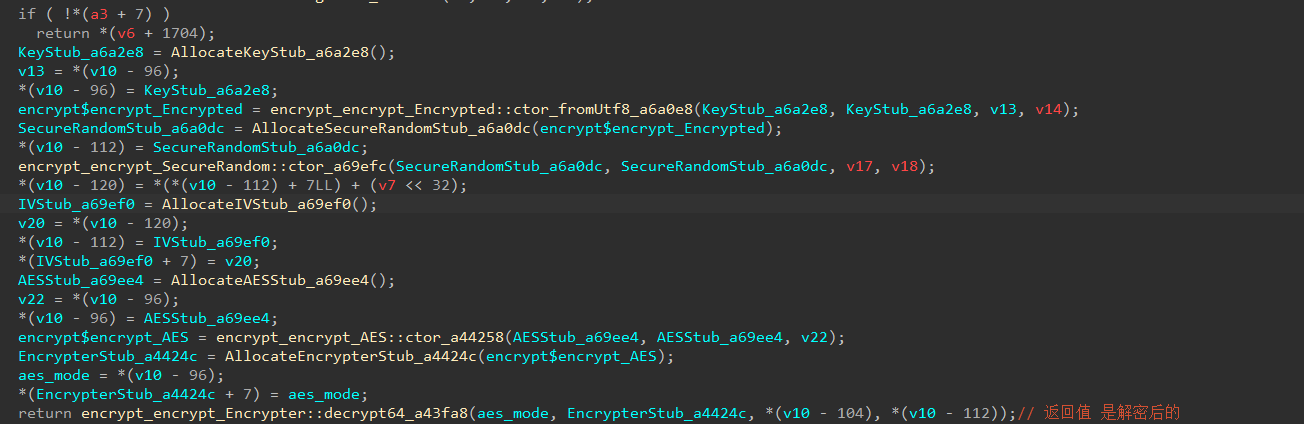 if ( !*(a3 + 7) )
return *(v6 + 1704);
KeyStub_a6a2e8 = AllocateKeyStub_a6a2e8();
v13 = *(v10 - 96);
*(v10 - 96) = KeyStub_a6a2e8;
encrypt$encrypt_Encrypted = encrypt_encrypt_Encrypted::ctor_fromUtf8_a6a0e8(KeyStub_a6a2e8, KeyStub_a6a2e8, v13, v14);
SecureRandomStub_a6a0dc = AllocateSecureRandomStub_a6a0dc(encrypt$encrypt_Encrypted);
*(v10 - 112) = SecureRandomStub_a6a0dc;
encrypt_encrypt_SecureRandom::ctor_a69efc(SecureRandomStub_a6a0dc, SecureRandomStub_a6a0dc, v17, v18);
*(v10 - 120) = *(*(v10 - 112) + 7LL) + (v7 << 32);
IVStub_a69ef0 = AllocateIVStub_a69ef0();
v20 = *(v10 - 120);
*(v10 - 112) = IVStub_a69ef0;
*(IVStub_a69ef0 + 7) = v20;
AESStub_a69ee4 = AllocateAESStub_a69ee4();
v22 = *(v10 - 96);
*(v10 - 96) = AESStub_a69ee4;
encrypt$encrypt_AES = encrypt_encrypt_AES::ctor_a44258(AESStub_a69ee4, AESStub_a69ee4, v22);
EncrypterStub_a4424c = AllocateEncrypterStub_a4424c(encrypt$encrypt_AES);
aes_mode = *(v10 - 96);
*(EncrypterStub_a4424c + 7) = aes_mode;
return encrypt_encrypt_Encrypter::decrypt64_a43fa8(aes_mode, EncrypterStub_a4424c, *(v10 - 104), *(v10 - 112));// 返回值 是解密后的